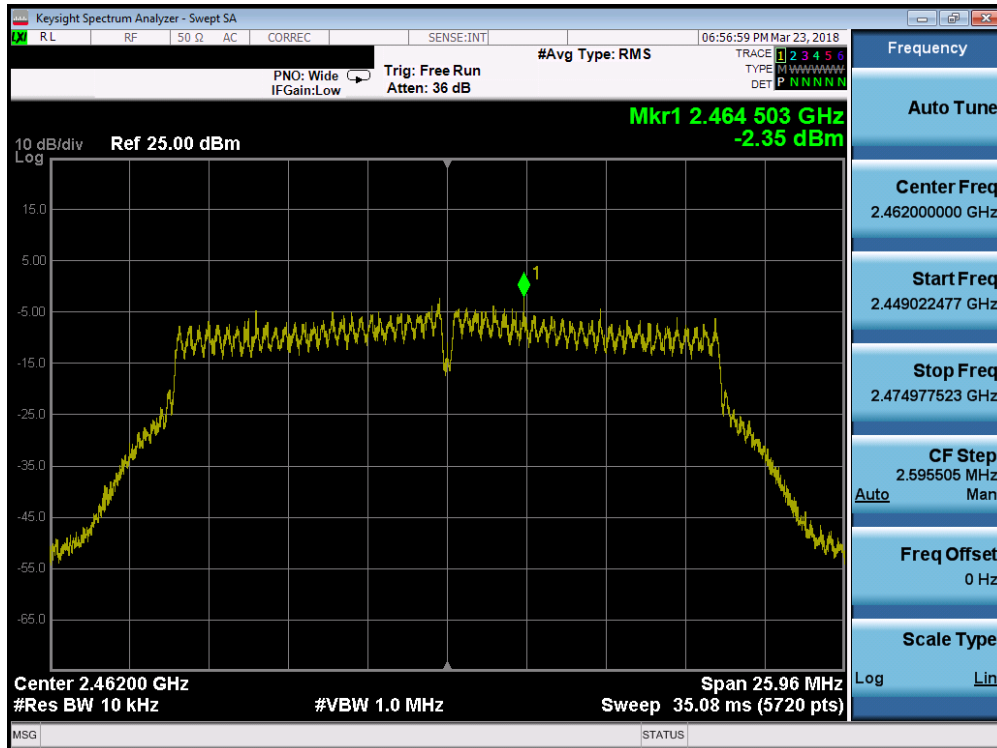 Keysight Spectrum Analyzer - Swept SA
LXI RL RF 50 Ω AC CORREC SENSE:INT 06:56:59 PM Mar 23, 2018
Frequency
#Avg Type: RMS
TRACE 1 2 3 4 5 6
TYPE M WWWWW
DET P N N N N N
PNO: Wide
IFGain:Low
Trig: Free Run
Atten: 36 dB
Mkr1 2.464 503 GHz
-2.35 dBm
10 dB/div
Log
Ref 25.00 dBm
15.0
5.00
-5.00
-15.0
-25.0
-35.0
-45.0
-55.0
-65.0
1
Center 2.46200 GHz
Span 25.96 MHz
#Res BW 10 kHz
#VBW 1.0 MHz
Sweep 35.08 ms (5720 pts)
MSG
STATUS
Auto Tune
Center Freq
2.462000000 GHz
Start Freq
2.449022477 GHz
Stop Freq
2.474977523 GHz
CF Step
2.595505 MHz
Auto Man
Freq Offset
0 Hz
Scale Type
Log Lin